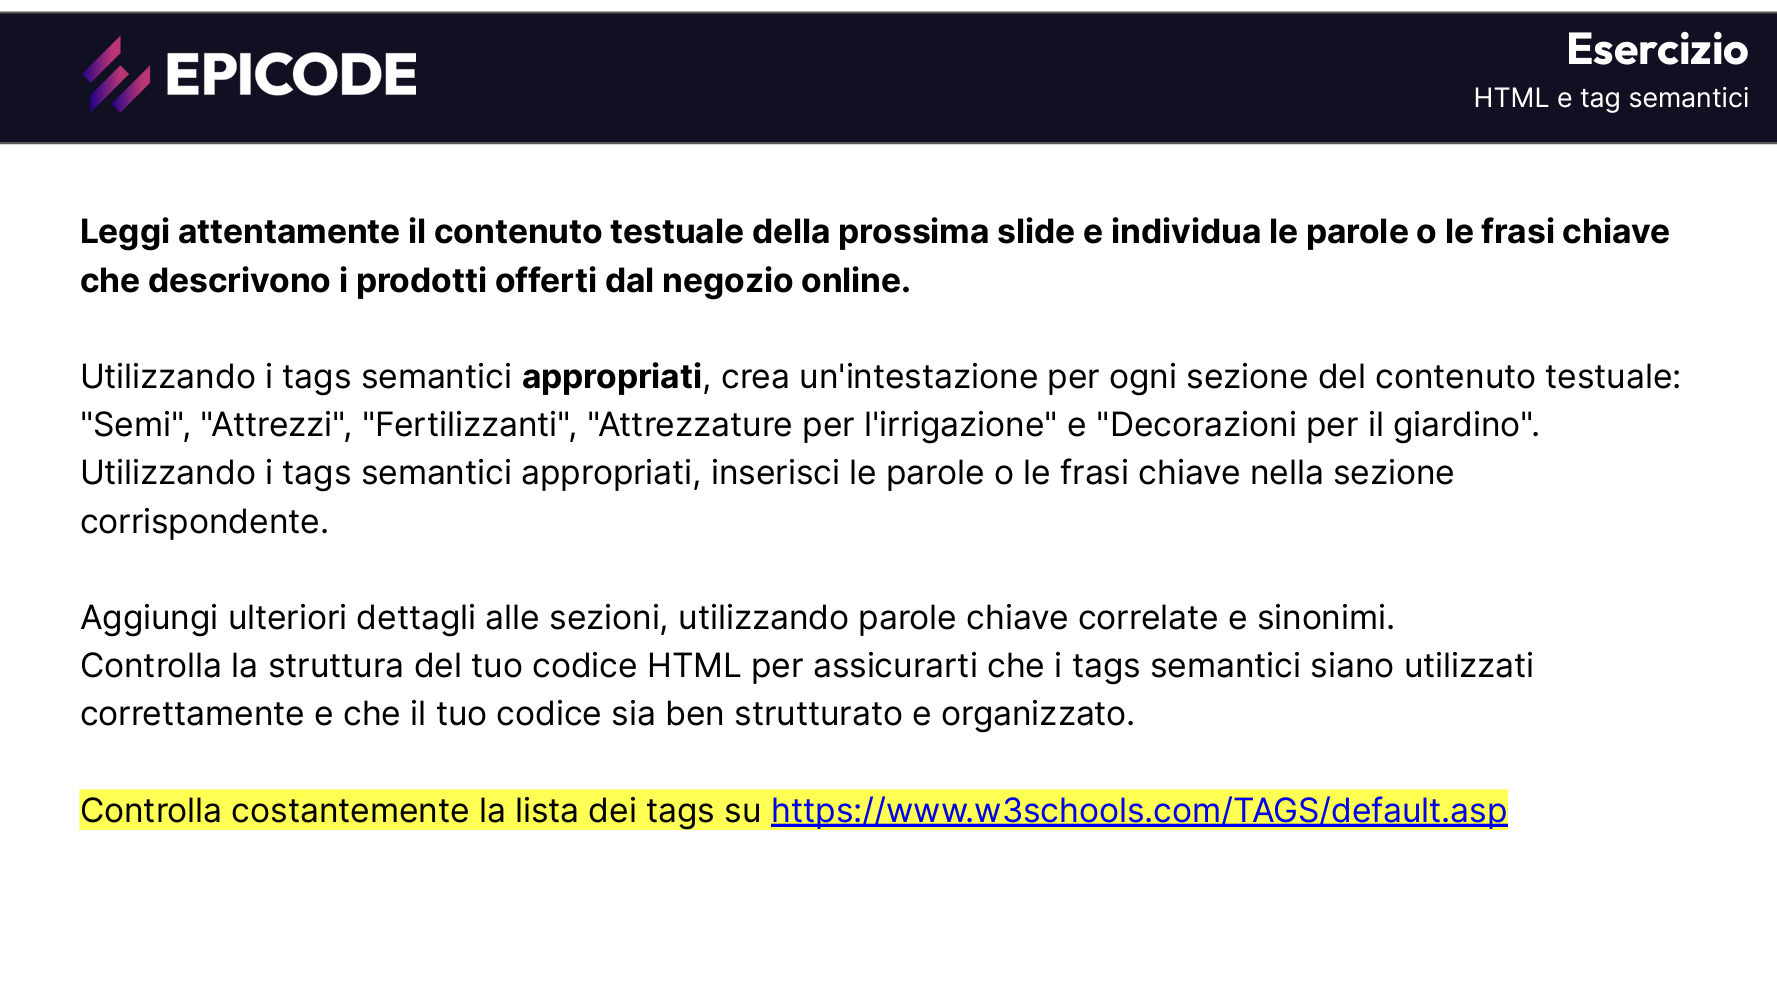 EPICODE
Esercizio
HTML e tag semantici
Leggi attentamente il contenuto testuale della prossima slide e individua le parole o le frasi chiave
che descrivono i prodotti offerti dal negozio online.
Utilizzando i tags semantici appropriati, crea un'intestazione per ogni sezione del contenuto testuale:
"Semi", "Attrezzi", "Fertilizzanti", "Attrezzature per l'irrigazione" e "Decorazioni per il giardino".
Utilizzando i tags semantici appropriati, inserisci le parole o le frasi chiave nella sezione
corrispondente.
Aggiungi ulteriori dettagli alle sezioni, utilizzando parole chiave correlate e sinonimi.
Controlla la struttura del tuo codice HTML per assicurarti che i tags semantici siano utilizzati
correttamente e che il tuo codice sia ben strutturato e organizzato.
Controlla costantemente la lista dei tags su https://www.w3schools.com/TAGS/default.asp